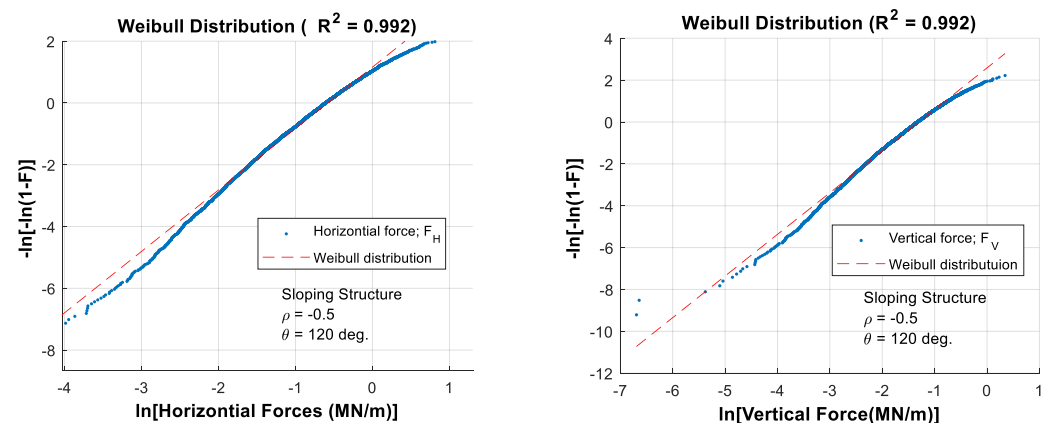 Weibull Distribution ( R² = 0.992)
2
0
-2
-4
-6
-8
-4
-3
-2
-1
0
1
-ln[-ln(1-F)]
ln[Horizontial Forces (MN/m)]
Horizontial force; F_H
Weibull distribution
Sloping Structure
ρ = -0.5
θ = 120 deg.
Weibull Distribution (R² = 0.992)
4
2
0
-2
-4
-6
-8
-10
-12
-7
-6
-5
-4
-3
-2
-1
0
1
-ln[-ln(1-F)]
ln[Vertical Force(MN/m)]
Vertical force; F_V
Weibull distributuion
Sloping Structure
ρ = -0.5
θ = 120 deg.